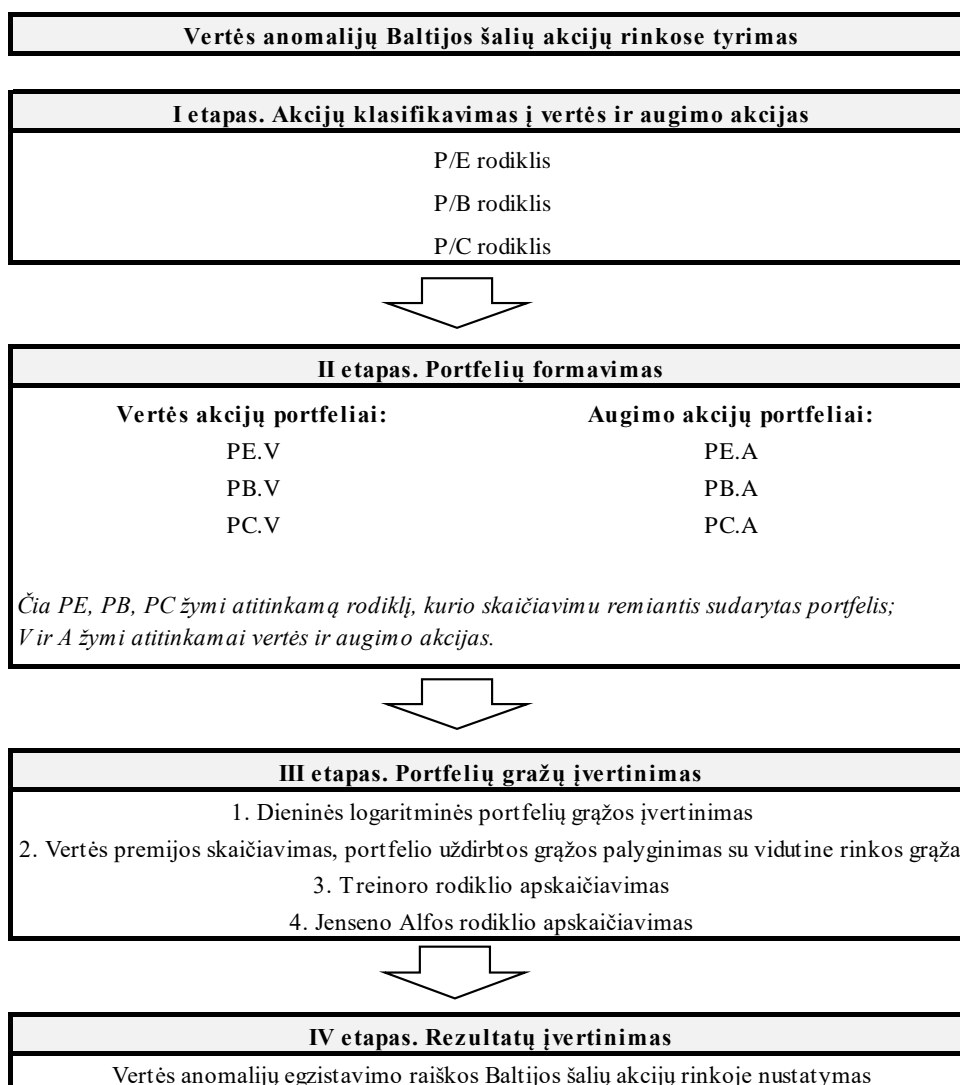 Vertės anomalijų Baltijos šalių akcijų rinkose tyrimas
I etapas. Akcijų klasifikavimas į vertės ir augimo akcijas
P/E rodiklis
P/B rodiklis
P/C rodiklis
II etapas. Portfelių formavimas
Vertės akcijų portfeliai:
Augimo akcijų portfeliai:
PE.V
PE.A
PB.V
PB.A
PC.V
PC.A
Čia PE, PB, PC žymi atitinkamą rodiklį, kurio skaičiavimu remiantis sudarytas portfelis;
V ir A žymi atitinkamai vertės ir augimo akcijas.
III etapas. Portfelių gražų įvertinimas
1. Dieninės logaritminės portfelių grąžos įvertinimas
2. Vertės premijos skaičiavimas, portfelio uždirbtos grąžos palyginimas su vidutine rinkos grąža
3. Treinoro rodiklio apskaičiavimas
4. Jenseno Alfos rodiklio apskaičiavimas
IV etapas. Rezultatų įvertinimas
Vertės anomalijų egzistavimo raiškos Baltijos šalių akcijų rinkoje nustatymas